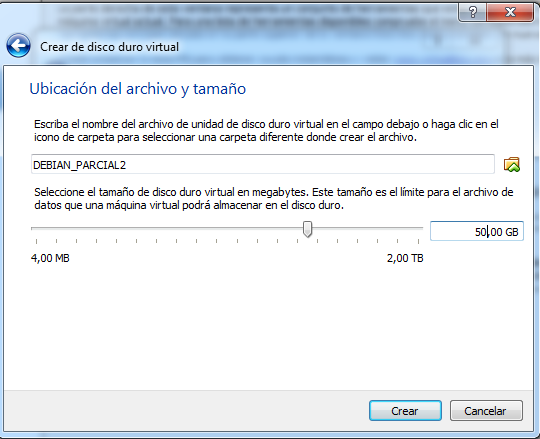 Crear de disco duro virtual
Ubicación del archivo y tamaño
Escriba el nombre del archivo de unidad de disco duro virtual en el campo debajo o haga clic en el
icono de carpeta para seleccionar una carpeta diferente donde crear el archivo.
DEBIAN_PARCIAL2
Seleccione el tamaño de disco duro virtual en megabytes. Este tamaño es el límite para el archivo de
datos que una máquina virtual podrá almacenar en el disco duro.
50,00 GB
4,00 MB 2,00 TB
Crear Cancelar